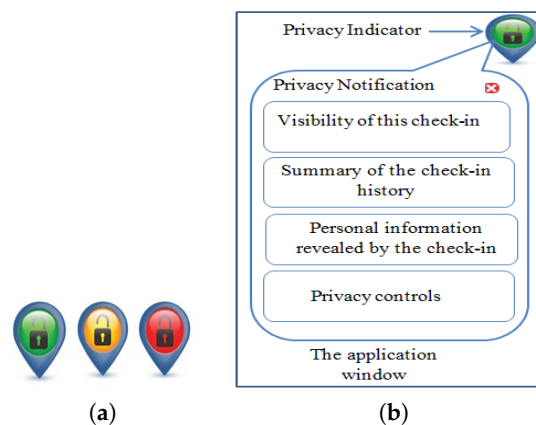 Privacy Indicator
Privacy Notification
Visibility of this check-in
Summary of the check-in
history
Personal information
revealed by the check-in
Privacy controls
The application
window
(a)
(b)